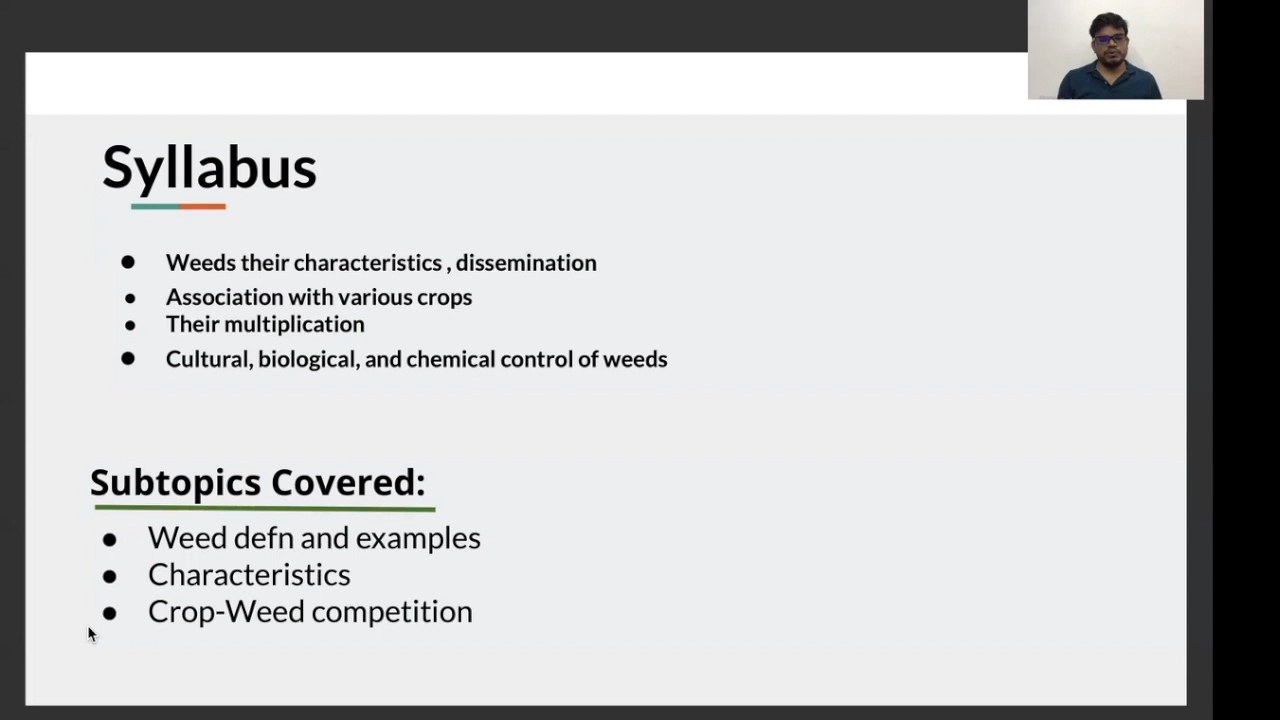 Syllabus
Weeds their characteristics , dissemination
Association with various crops
Their multiplication
Cultural, biological, and chemical control of weeds
Subtopics Covered:
Weed defn and examples
Characteristics
Crop-Weed competition